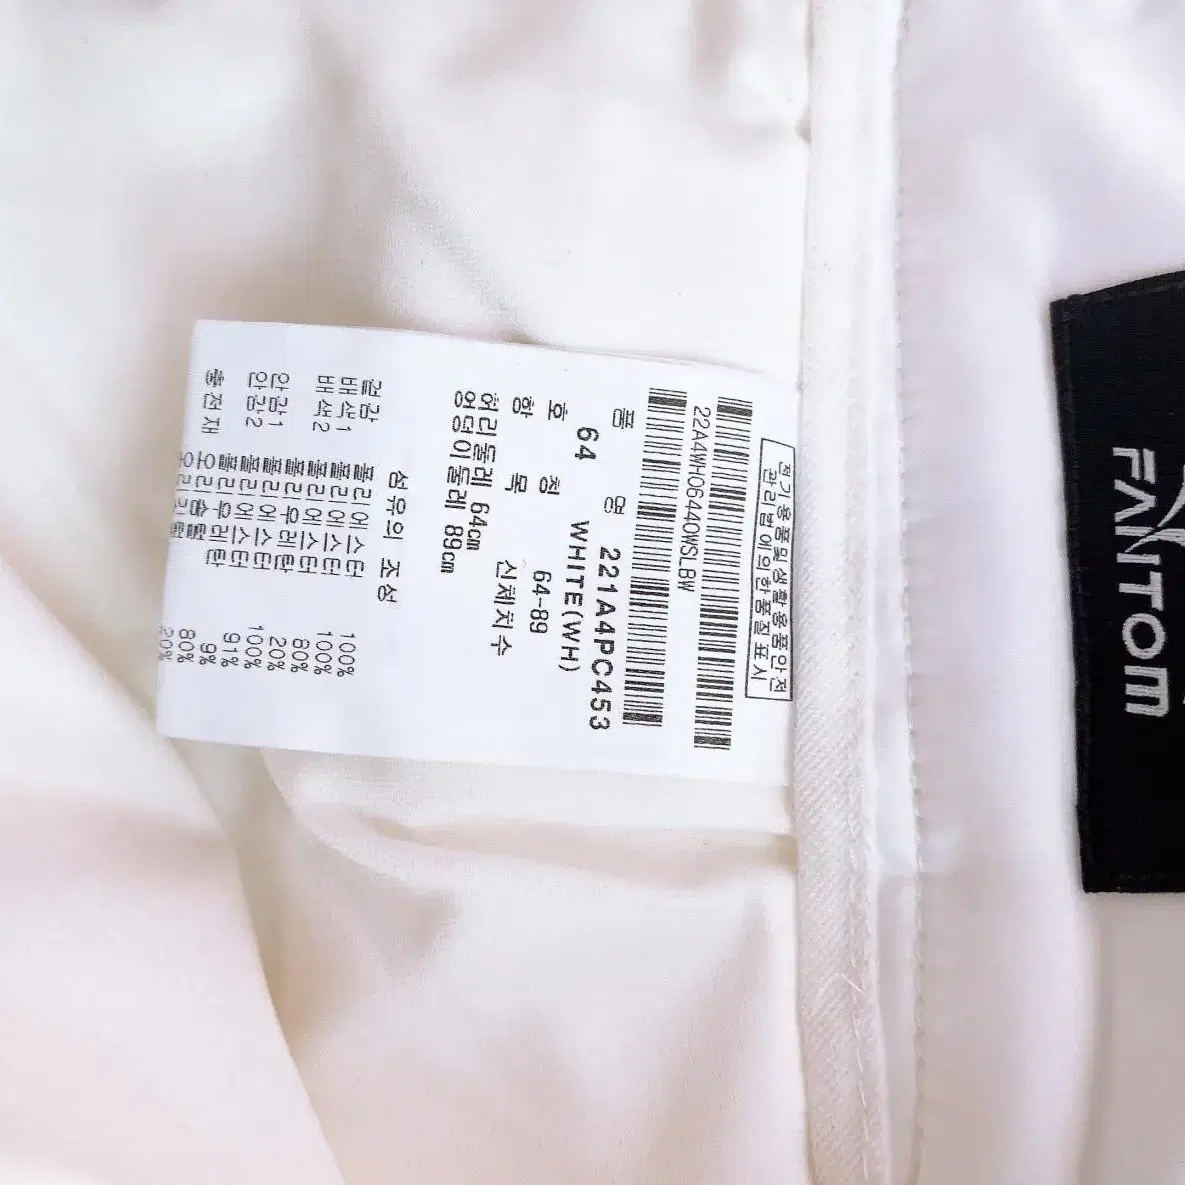 전기용품및생활용품안전
관리법에의한품질표시
22A4WH06440WSLBW
품 명 221A4PC453
64 WHITE(WH)
호 칭 64-89
항 목 신체치수
허리둘레 64cm
엉덩이둘레 89cm
섬유의 조성
겉감 폴리에스터 100%
배색1 폴리에스터 100%
배색2 폴리에스터 80%
폴리우레탄 20%
안감1 폴리에스터 100%
안감2 폴리에스터 91%
폴리우레탄 9%
충전재 오리솜털 80%
오리깃털 20%
FANTOM